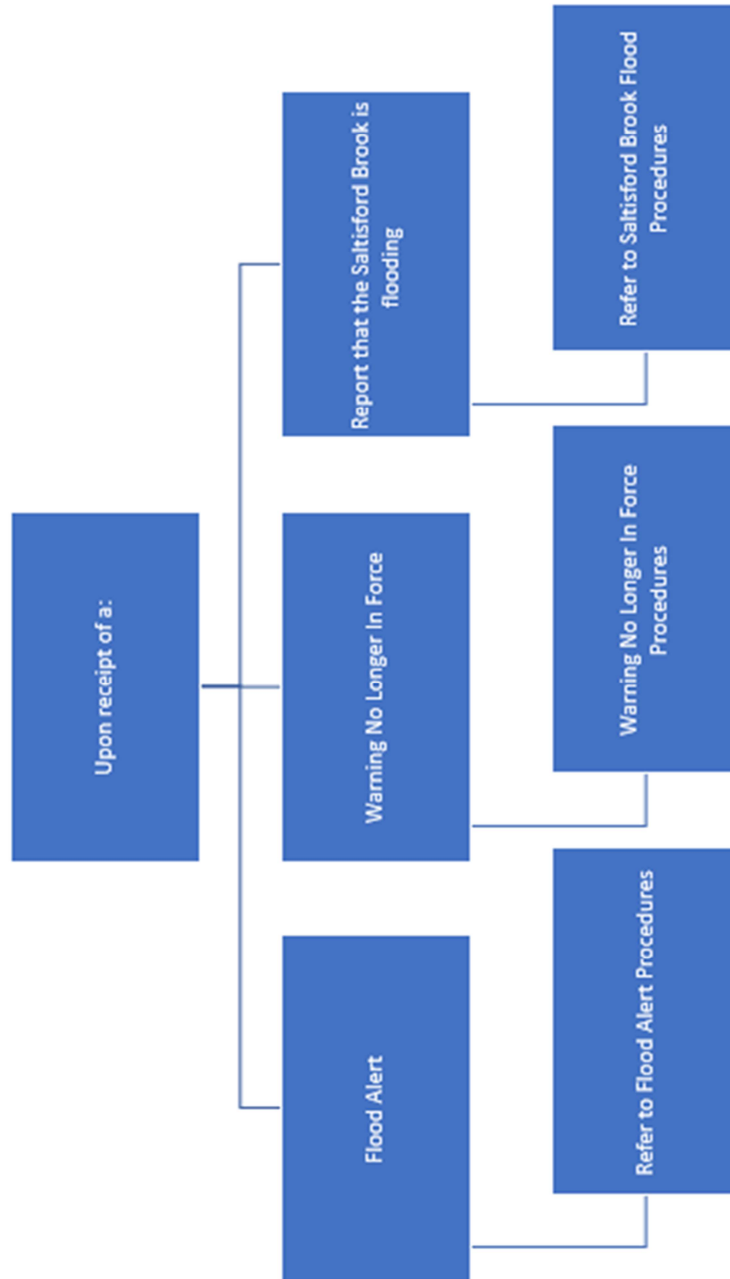 Upon receipt of a:
Flood Alert
Warning No Longer In Force
Report that the Saltisford Brook is
flooding
Refer to Flood Alert Procedures
Warning No Longer In Force
Procedures
Refer to Saltisford Brook Flood
Procedures